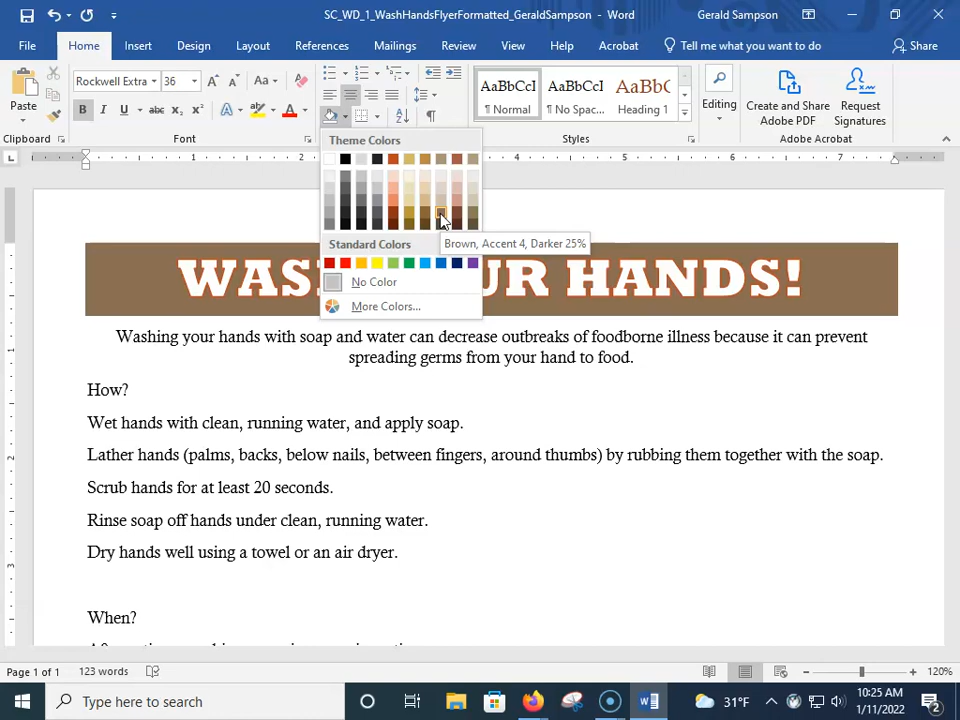 SC_WD_1_WashHandsFlyerFormatted_GeraldSampson - Word
Gerald Sampson
File Home Insert Design Layout References Mailings Review View Help Acrobat Tell me what you want to do Share
Rockwell Extra 36
Paste
Clipboard
Font
AaBbCcI AaBbCcI AaBbC
¶ Normal ¶ No Spac... Heading 1
Styles
Editing
Create and Share Adobe PDF
Request Signatures
Adobe Acrobat
Theme Colors
Brown, Accent 4, Darker 25%
Standard Colors
No Color
More Colors...
1 2 4 5 6 7
WAS UR HANDS!
Washing your hands with soap and water can decrease outbreaks of foodborne illness because it can prevent
spreading germs from your hand to food.
How?
Wet hands with clean, running water, and apply soap.
Lather hands (palms, backs, below nails, between fingers, around thumbs) by rubbing them together with the soap.
Scrub hands for at least 20 seconds.
Rinse soap off hands under clean, running water.
Dry hands well using a towel or an air dryer.
When?
Page 1 of 1 123 words 120%
Type here to search
31°F
10:25 AM
1/11/2022
2